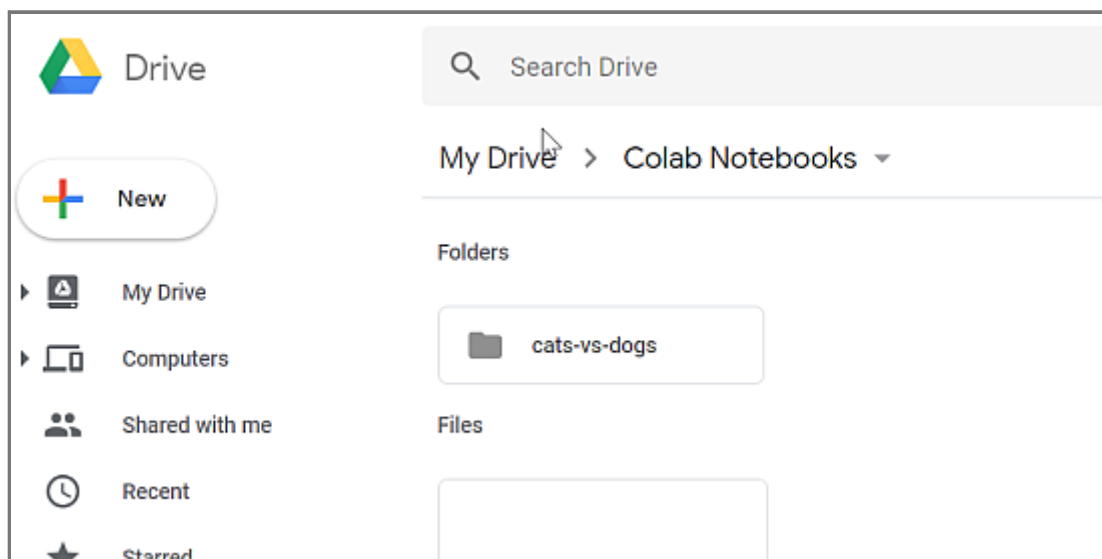 Drive
Search Drive
My Drive > Colab Notebooks
New
Folders
My Drive
cats-vs-dogs
Computers
Shared with me
Files
Recent
Starred